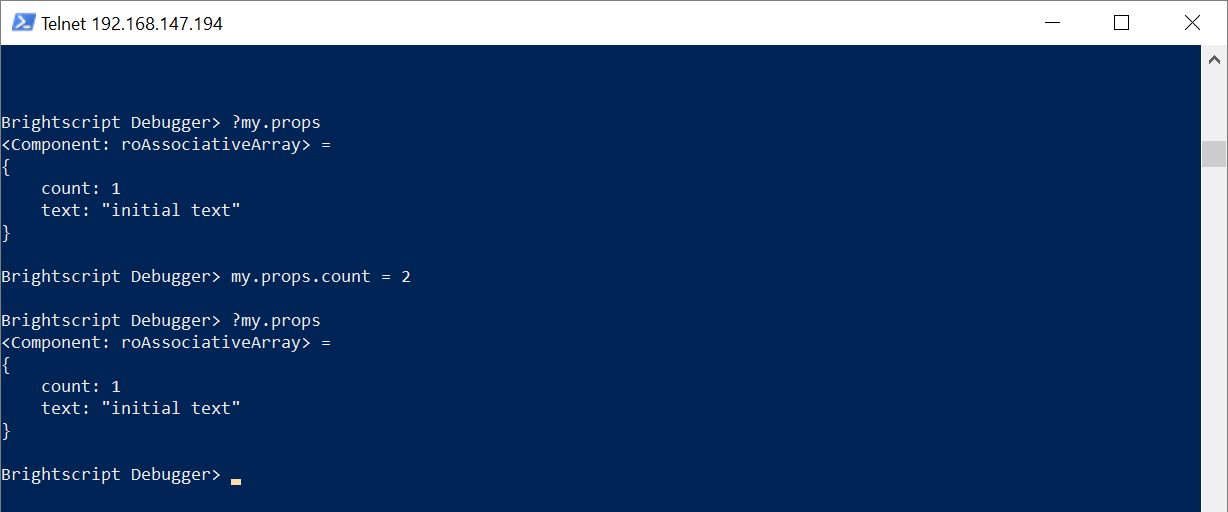 Telnet 192.168.147.194
Brightscript Debugger> ?my.props
<Component: roAssociativeArray> =
{
    count: 1
    text: "initial text"
}
Brightscript Debugger> my.props.count = 2
Brightscript Debugger> ?my.props
<Component: roAssociativeArray> =
{
    count: 1
    text: "initial text"
}
Brightscript Debugger>